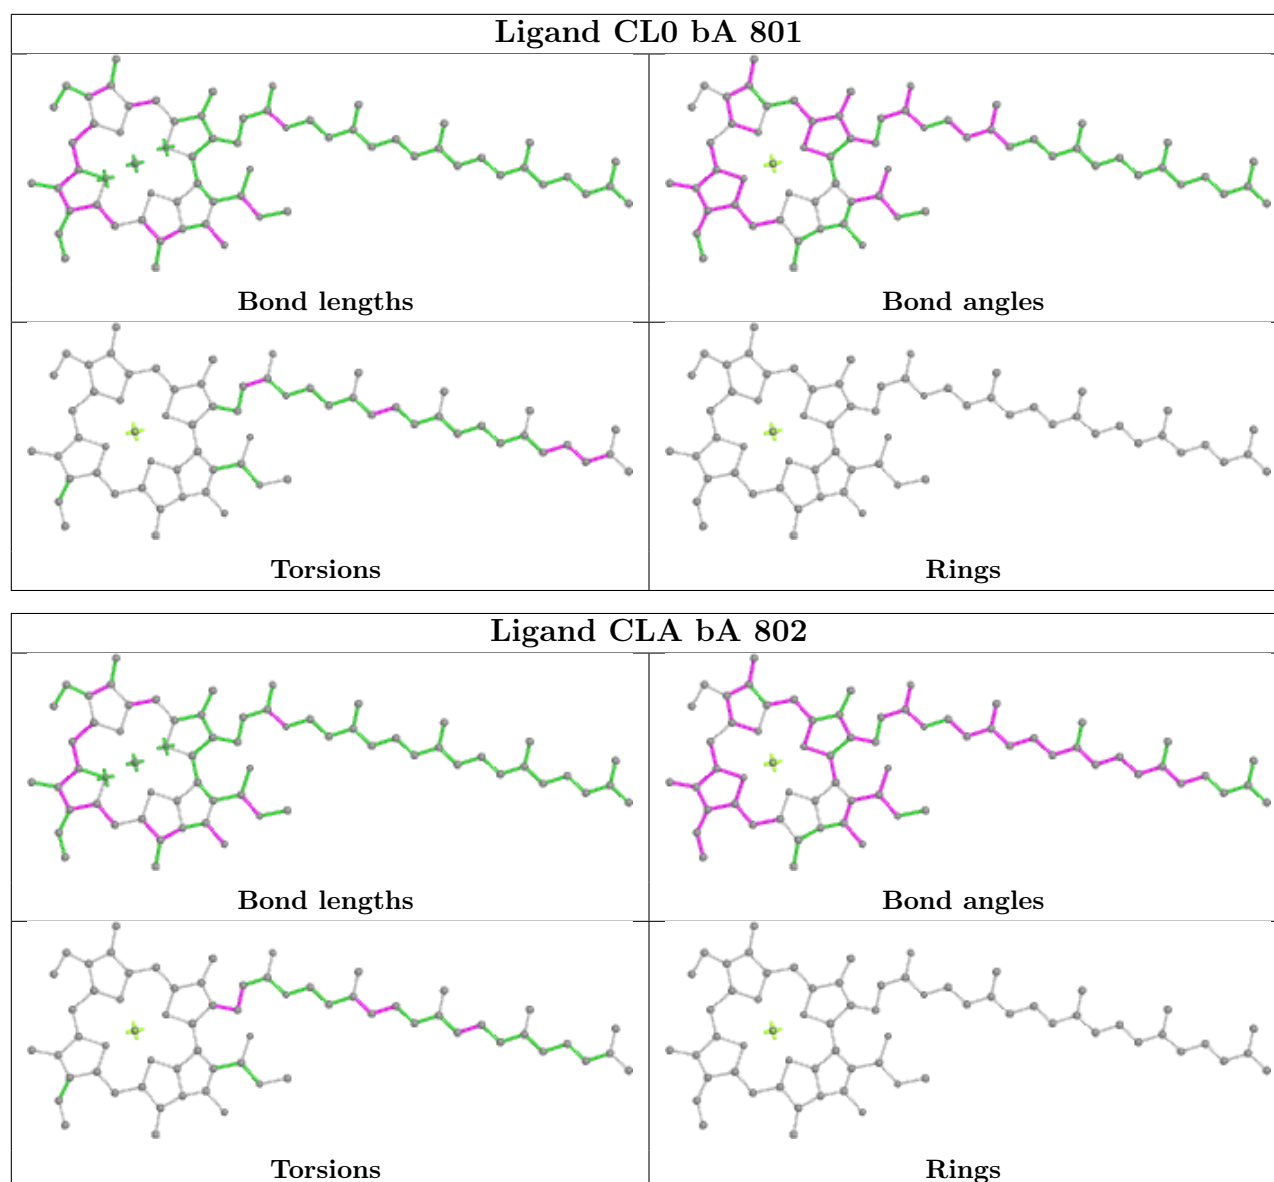 Ligand CL0 bA 801
Bond lengths
Bond angles
Torsions
Rings
Ligand CLA bA 802
Bond lengths
Bond angles
Torsions
Rings